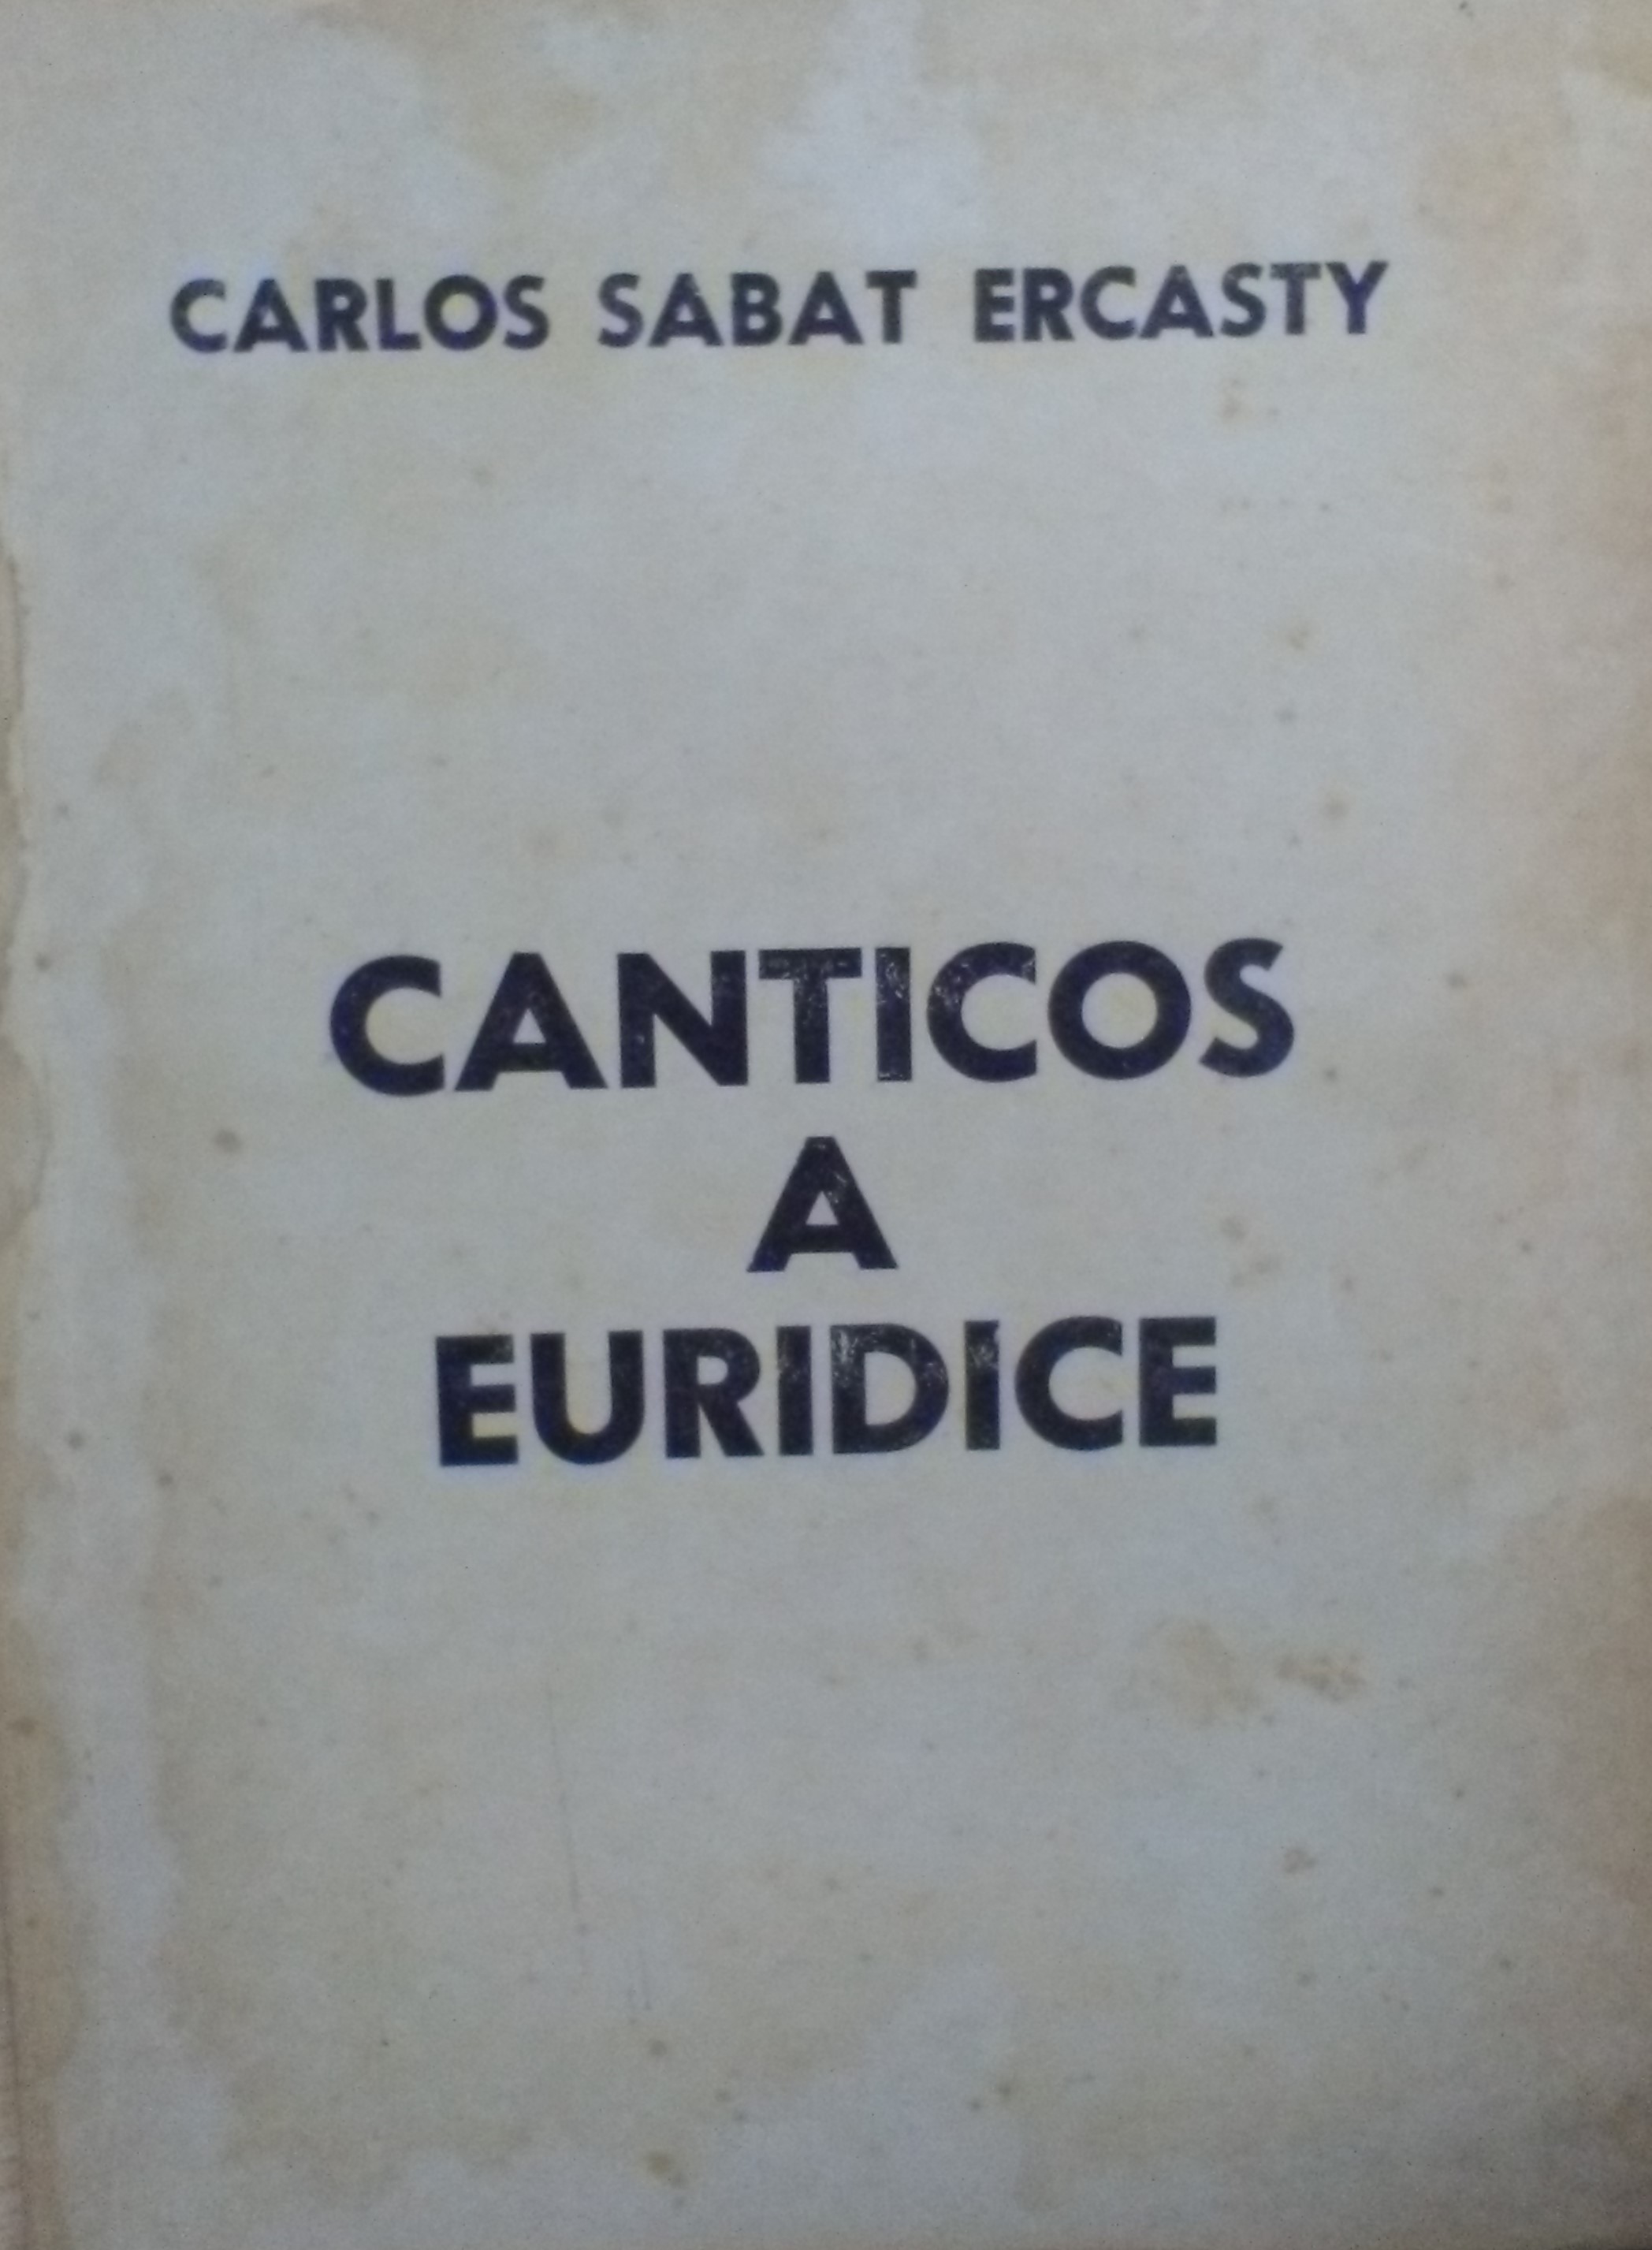 CARLOS SABAT ERCASTY
CANTICOS
A
EURIDICE